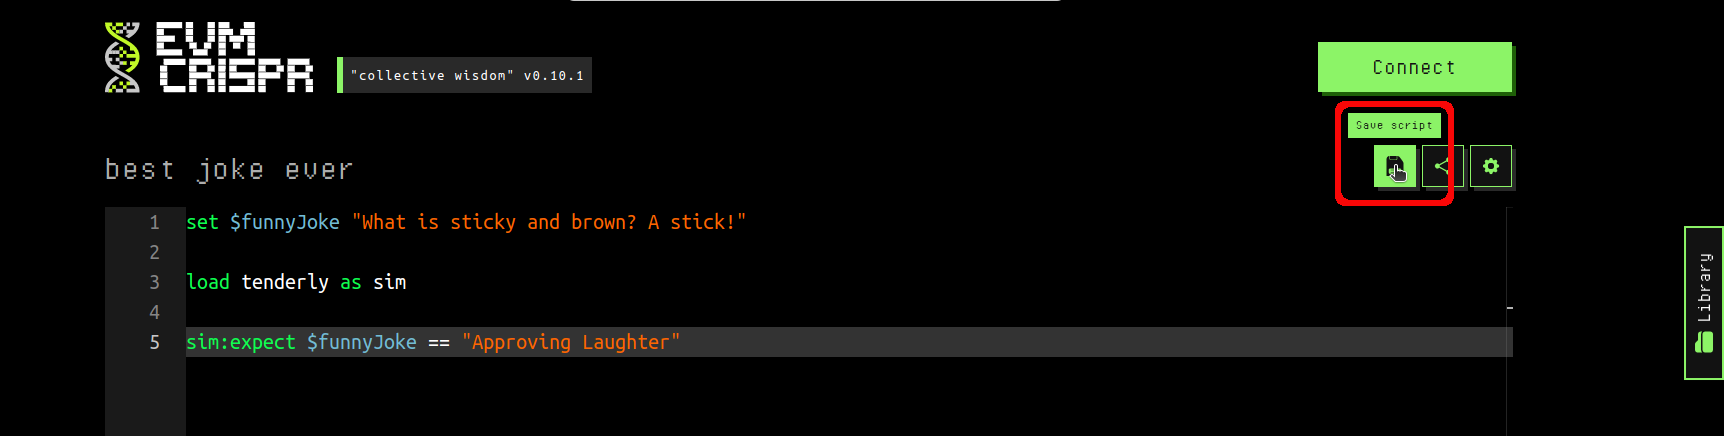 EVM
CRISPR
"collective wisdom" v0.10.1
Connect
Save script
best joke ever
1 set $funnyJoke "What is sticky and brown? A stick!"
2
3 load tenderly as sim
4
5 sim:expect $funnyJoke == "Approving Laughter"
Library